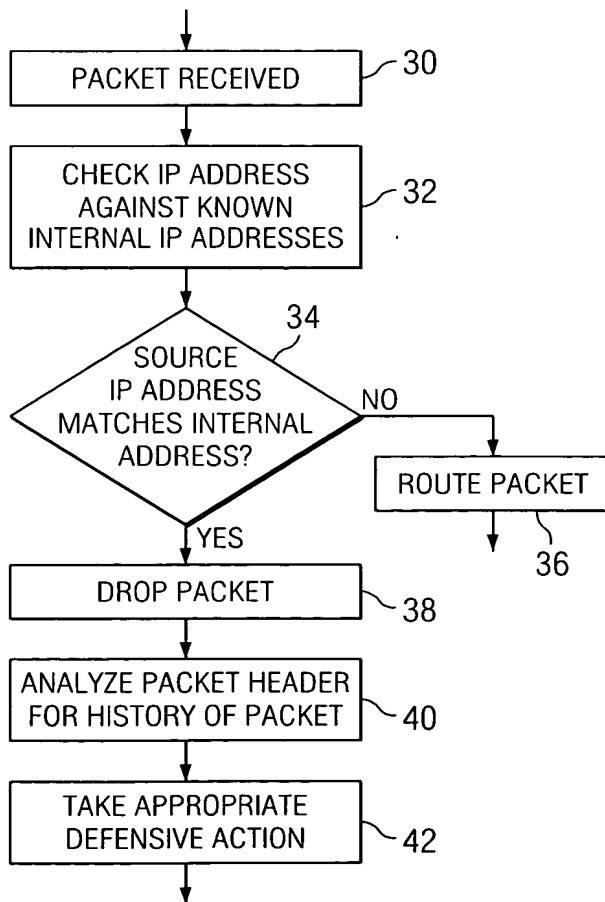 PACKET RECEIVED
30
CHECK IP ADDRESS
AGAINST KNOWN
INTERNAL IP ADDRESSES
32
34
SOURCE
IP ADDRESS
MATCHES INTERNAL
ADDRESS?
NO
ROUTE PACKET
36
YES
DROP PACKET
38
ANALYZE PACKET HEADER
FOR HISTORY OF PACKET
40
TAKE APPROPRIATE
DEFENSIVE ACTION
42